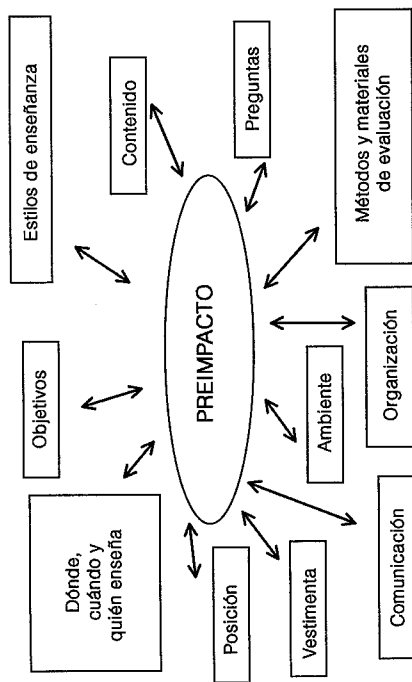 Objetivos
Estilos de enseñanza
Dónde,
cuándo y
quién enseña
Contenido
PREIMPACTO
Posición
Preguntas
Vestimenta
Ambiente
Comunicación
Organización
Métodos y materiales
de evaluación